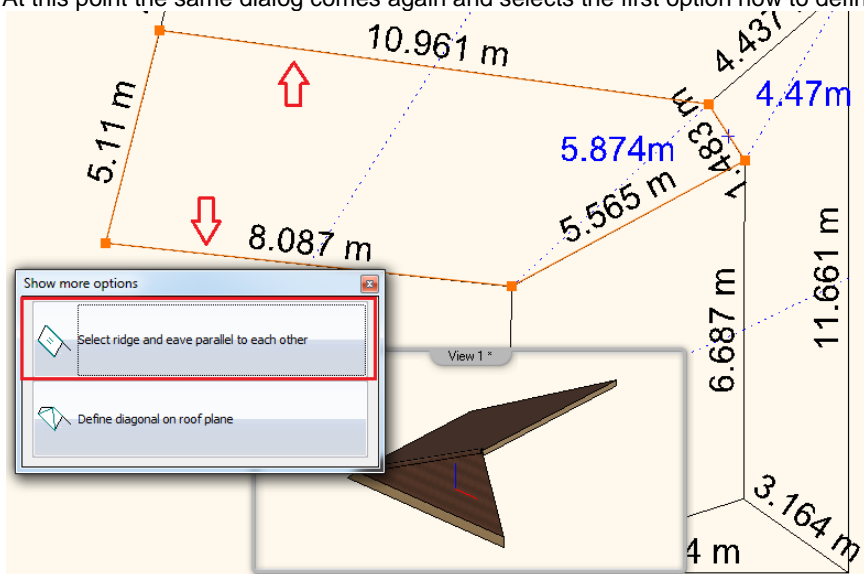 At this point the same dialog comes again and selects the first option how to defin
10.961 m
4.437
5.11 m
4.47m
1.483 m
5.874m
5.565 m
8.087 m
11.661 m
6.687 m
Show more options
Select ridge and eave parallel to each other
View 1 *
Define diagonal on roof plane
3.164 m
4 m